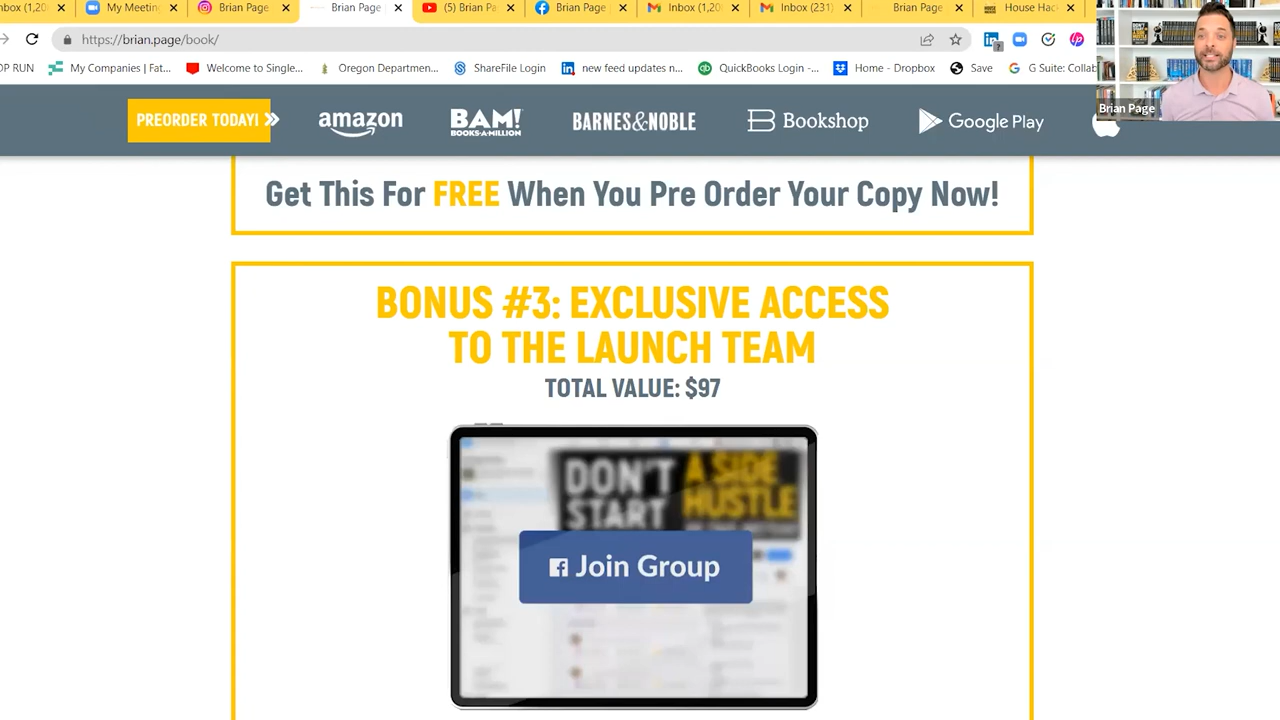 nbox (1,20
My Meetin
Brian Page
Brian Page
(5) Brian Pa
Brian Page
Inbox (1,20
Inbox (231)
Brian Page
House Hac
https://brian.page/book/
OP RUN
My Companies | Fat...
Welcome to Single...
Oregon Departmen...
ShareFile Login
new feed updates n...
QuickBooks Login -...
Home - Dropbox
Save
G Suite: Collab
Brian Page
PREORDER TODAY!
amazon
BAM!
BOOKS·A·MILLION
BARNES&NOBLE
Bookshop
Google Play
Get This For FREE When You Pre Order Your Copy Now!
BONUS #3: EXCLUSIVE ACCESS
TO THE LAUNCH TEAM
TOTAL VALUE: $97
DON'T A SIDE
START HUSTLE
Join Group